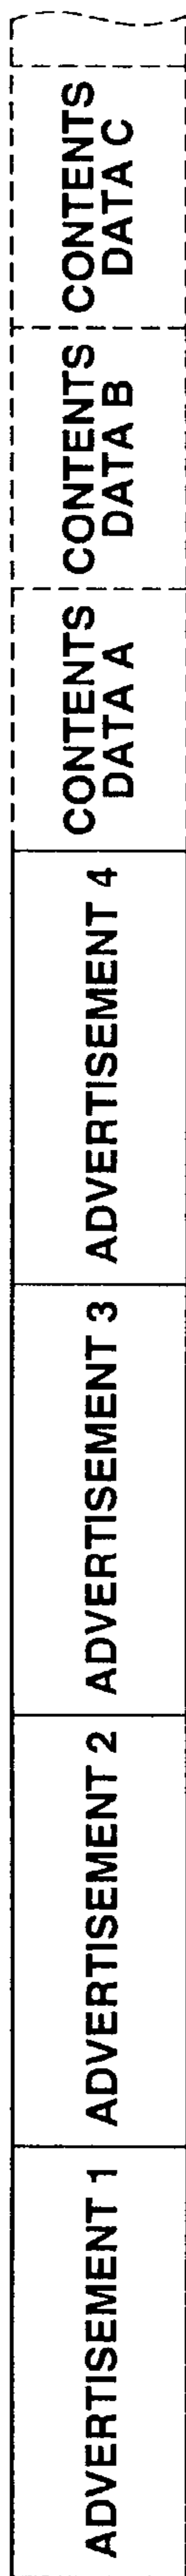 ADVERTISEMENT 1
ADVERTISEMENT 2
ADVERTISEMENT 3
ADVERTISEMENT 4
CONTENTS
DATA A
CONTENTS
DATA B
CONTENTS
DATA C